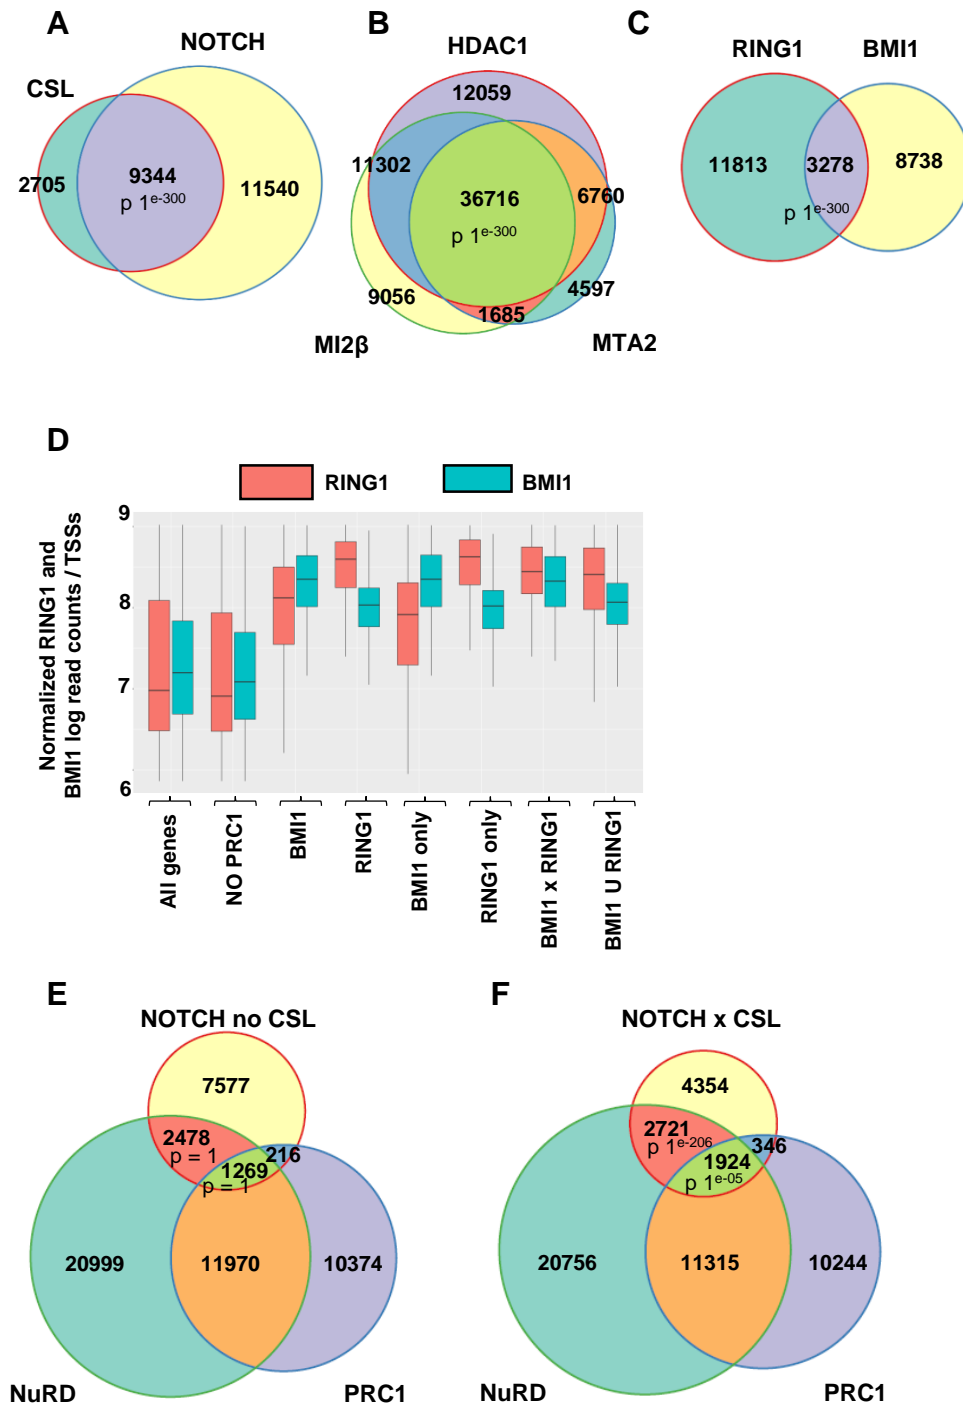 A
B
C
NOTCH
CSL
2705
9344
p 1e-300
11540
HDAC1
12059
11302
36716
p 1e-300
6760
9056
1685
4597
MI2β
MTA2
RING1
BMI1
11813
3278
8738
p 1e-300
D
RING1
BMI1
Normalized RING1 and
BMI1 log read counts / TSSs
9
8
7
6
All genes
NO PRC1
BMI1
RING1
BMI1 only
RING1 only
BMI1 x RING1
BMI1 U RING1
E
NOTCH no CSL
7577
2478
p = 1
216
1269
p = 1
20999
11970
10374
NuRD
PRC1
F
NOTCH x CSL
4354
2721
p 1e-206
346
1924
p 1e-05
20756
11315
10244
NuRD
PRC1